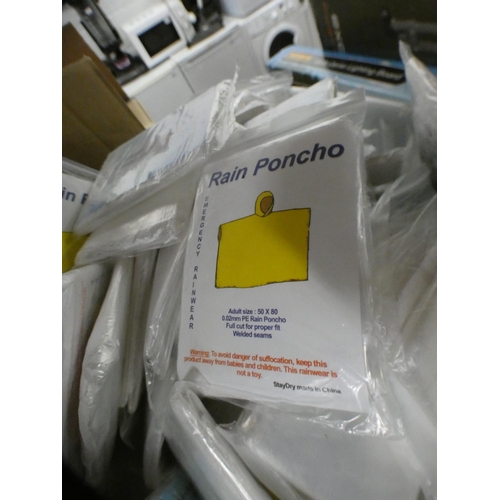 Rain Poncho
EMERGENCY RAINWEAR
Adult size : 50 X 80
0.02mm PE Rain Poncho
Full cut for proper fit
Welded seams
Warning: To avoid danger of suffocation, keep this
product away from babies and children. This rainwear is
not a toy.
StayDry made in China
Rain P